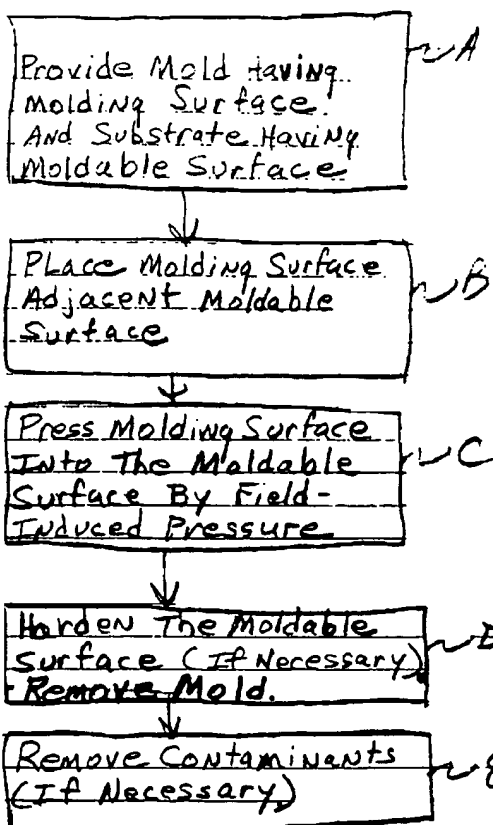 Provide Mold Having
Molding Surface
And Substrate Having
Moldable Surface
A
Place Molding Surface
Adjacent Moldable
Surface
B
Press Molding Surface
Into The Moldable
Surface By Field-
Induced Pressure
C
Harden The Moldable
Surface (If Necessary),
Remove Mold.
Remove Contaminants
(If Necessary)